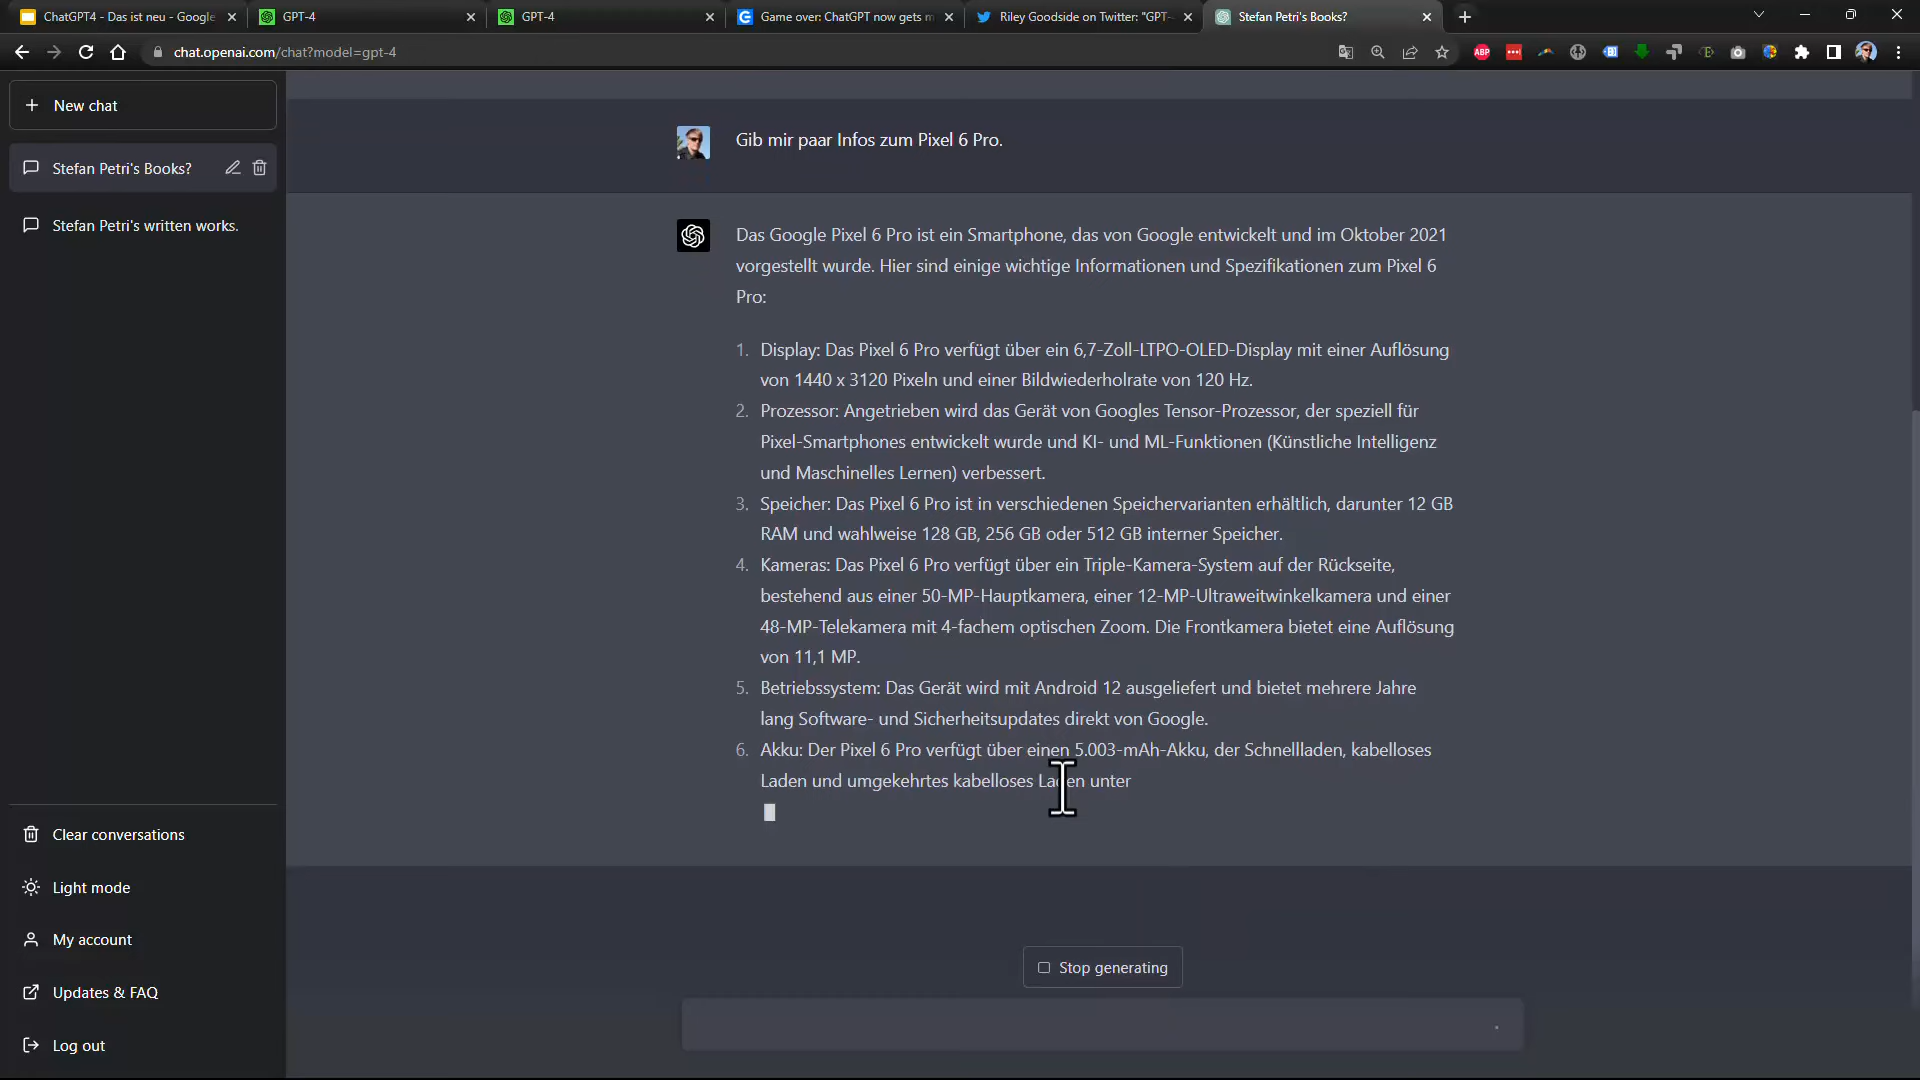 ChatGPT4 - Das ist neu - Google
GPT-4
GPT-4
Game over: ChatGPT now gets m
Riley Goodside on Twitter: "GPT-
Stefan Petri's Books?
chat.openai.com/chat?model=gpt-4
ABP
New chat
Stefan Petri's Books?
Stefan Petri's written works.
Gib mir paar Infos zum Pixel 6 Pro.
Das Google Pixel 6 Pro ist ein Smartphone, das von Google entwickelt und im Oktober 2021
vorgestellt wurde. Hier sind einige wichtige Informationen und Spezifikationen zum Pixel 6
Pro:
1. Display: Das Pixel 6 Pro verfügt über ein 6,7-Zoll-LTPO-OLED-Display mit einer Auflösung
von 1440 x 3120 Pixeln und einer Bildwiederholrate von 120 Hz.
2. Prozessor: Angetrieben wird das Gerät von Googles Tensor-Prozessor, der speziell für
Pixel-Smartphones entwickelt wurde und KI- und ML-Funktionen (Künstliche Intelligenz
und Maschinelles Lernen) verbessert.
3. Speicher: Das Pixel 6 Pro ist in verschiedenen Speichervarianten erhältlich, darunter 12 GB
RAM und wahlweise 128 GB, 256 GB oder 512 GB interner Speicher.
4. Kameras: Das Pixel 6 Pro verfügt über ein Triple-Kamera-System auf der Rückseite,
bestehend aus einer 50-MP-Hauptkamera, einer 12-MP-Ultraweitwinkelkamera und einer
48-MP-Telekamera mit 4-fachem optischen Zoom. Die Frontkamera bietet eine Auflösung
von 11,1 MP.
5. Betriebssystem: Das Gerät wird mit Android 12 ausgeliefert und bietet mehrere Jahre
lang Software- und Sicherheitsupdates direkt von Google.
6. Akku: Der Pixel 6 Pro verfügt über einen 5.003-mAh-Akku, der Schnellladen, kabelloses
Laden und umgekehrtes kabelloses Laden unter
Clear conversations
Light mode
My account
Updates & FAQ
Log out
Stop generating